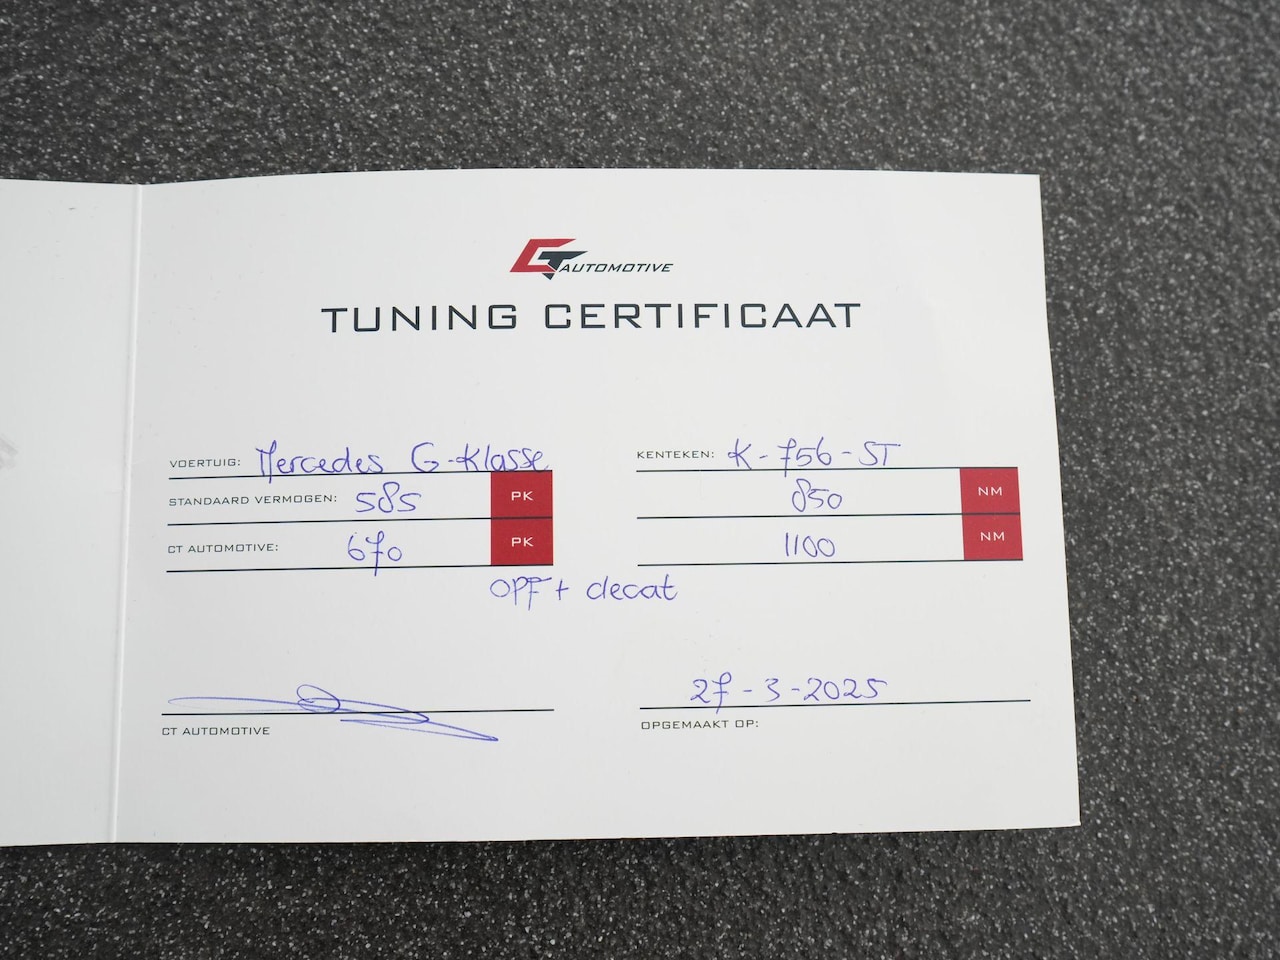 CT AUTOMOTIVE
TUNING CERTIFICAAT
VOERTUIG: Mercedes G-Klasse
KENTEKEN: K-756-ST
STANDAARD VERMOGEN: 585 PK
850 NM
CT AUTOMOTIVE: 670 PK
1100 NM
OPF + decat
27-3-2025
CT AUTOMOTIVE
OPGEMAAKT OP: